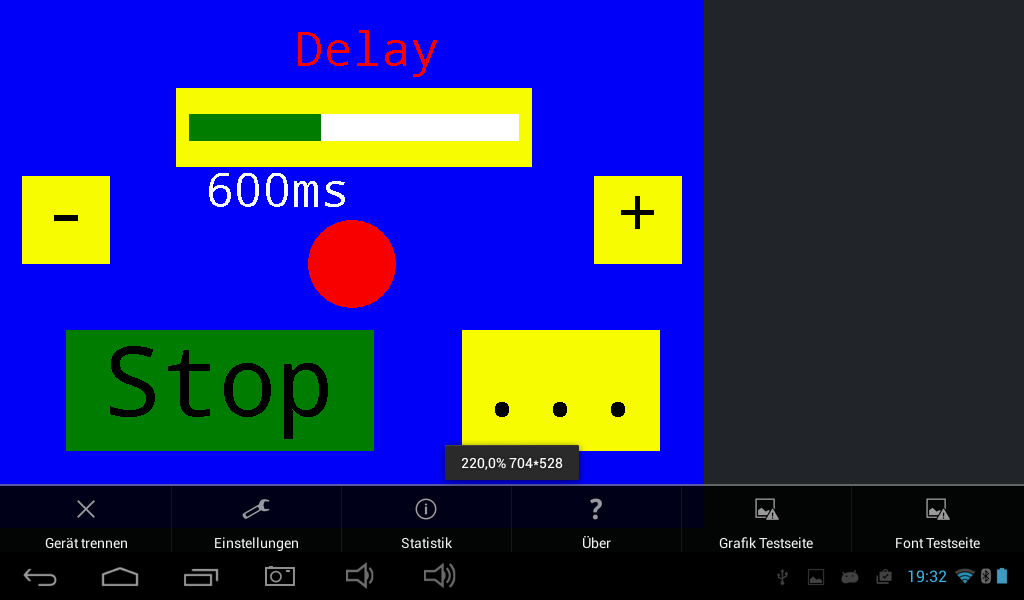 Delay
600ms
- +
Stop ...
220,0% 704*528
Gerät trennen Einstellungen Statistik Über Grafik Testseite Font Testseite
19:32